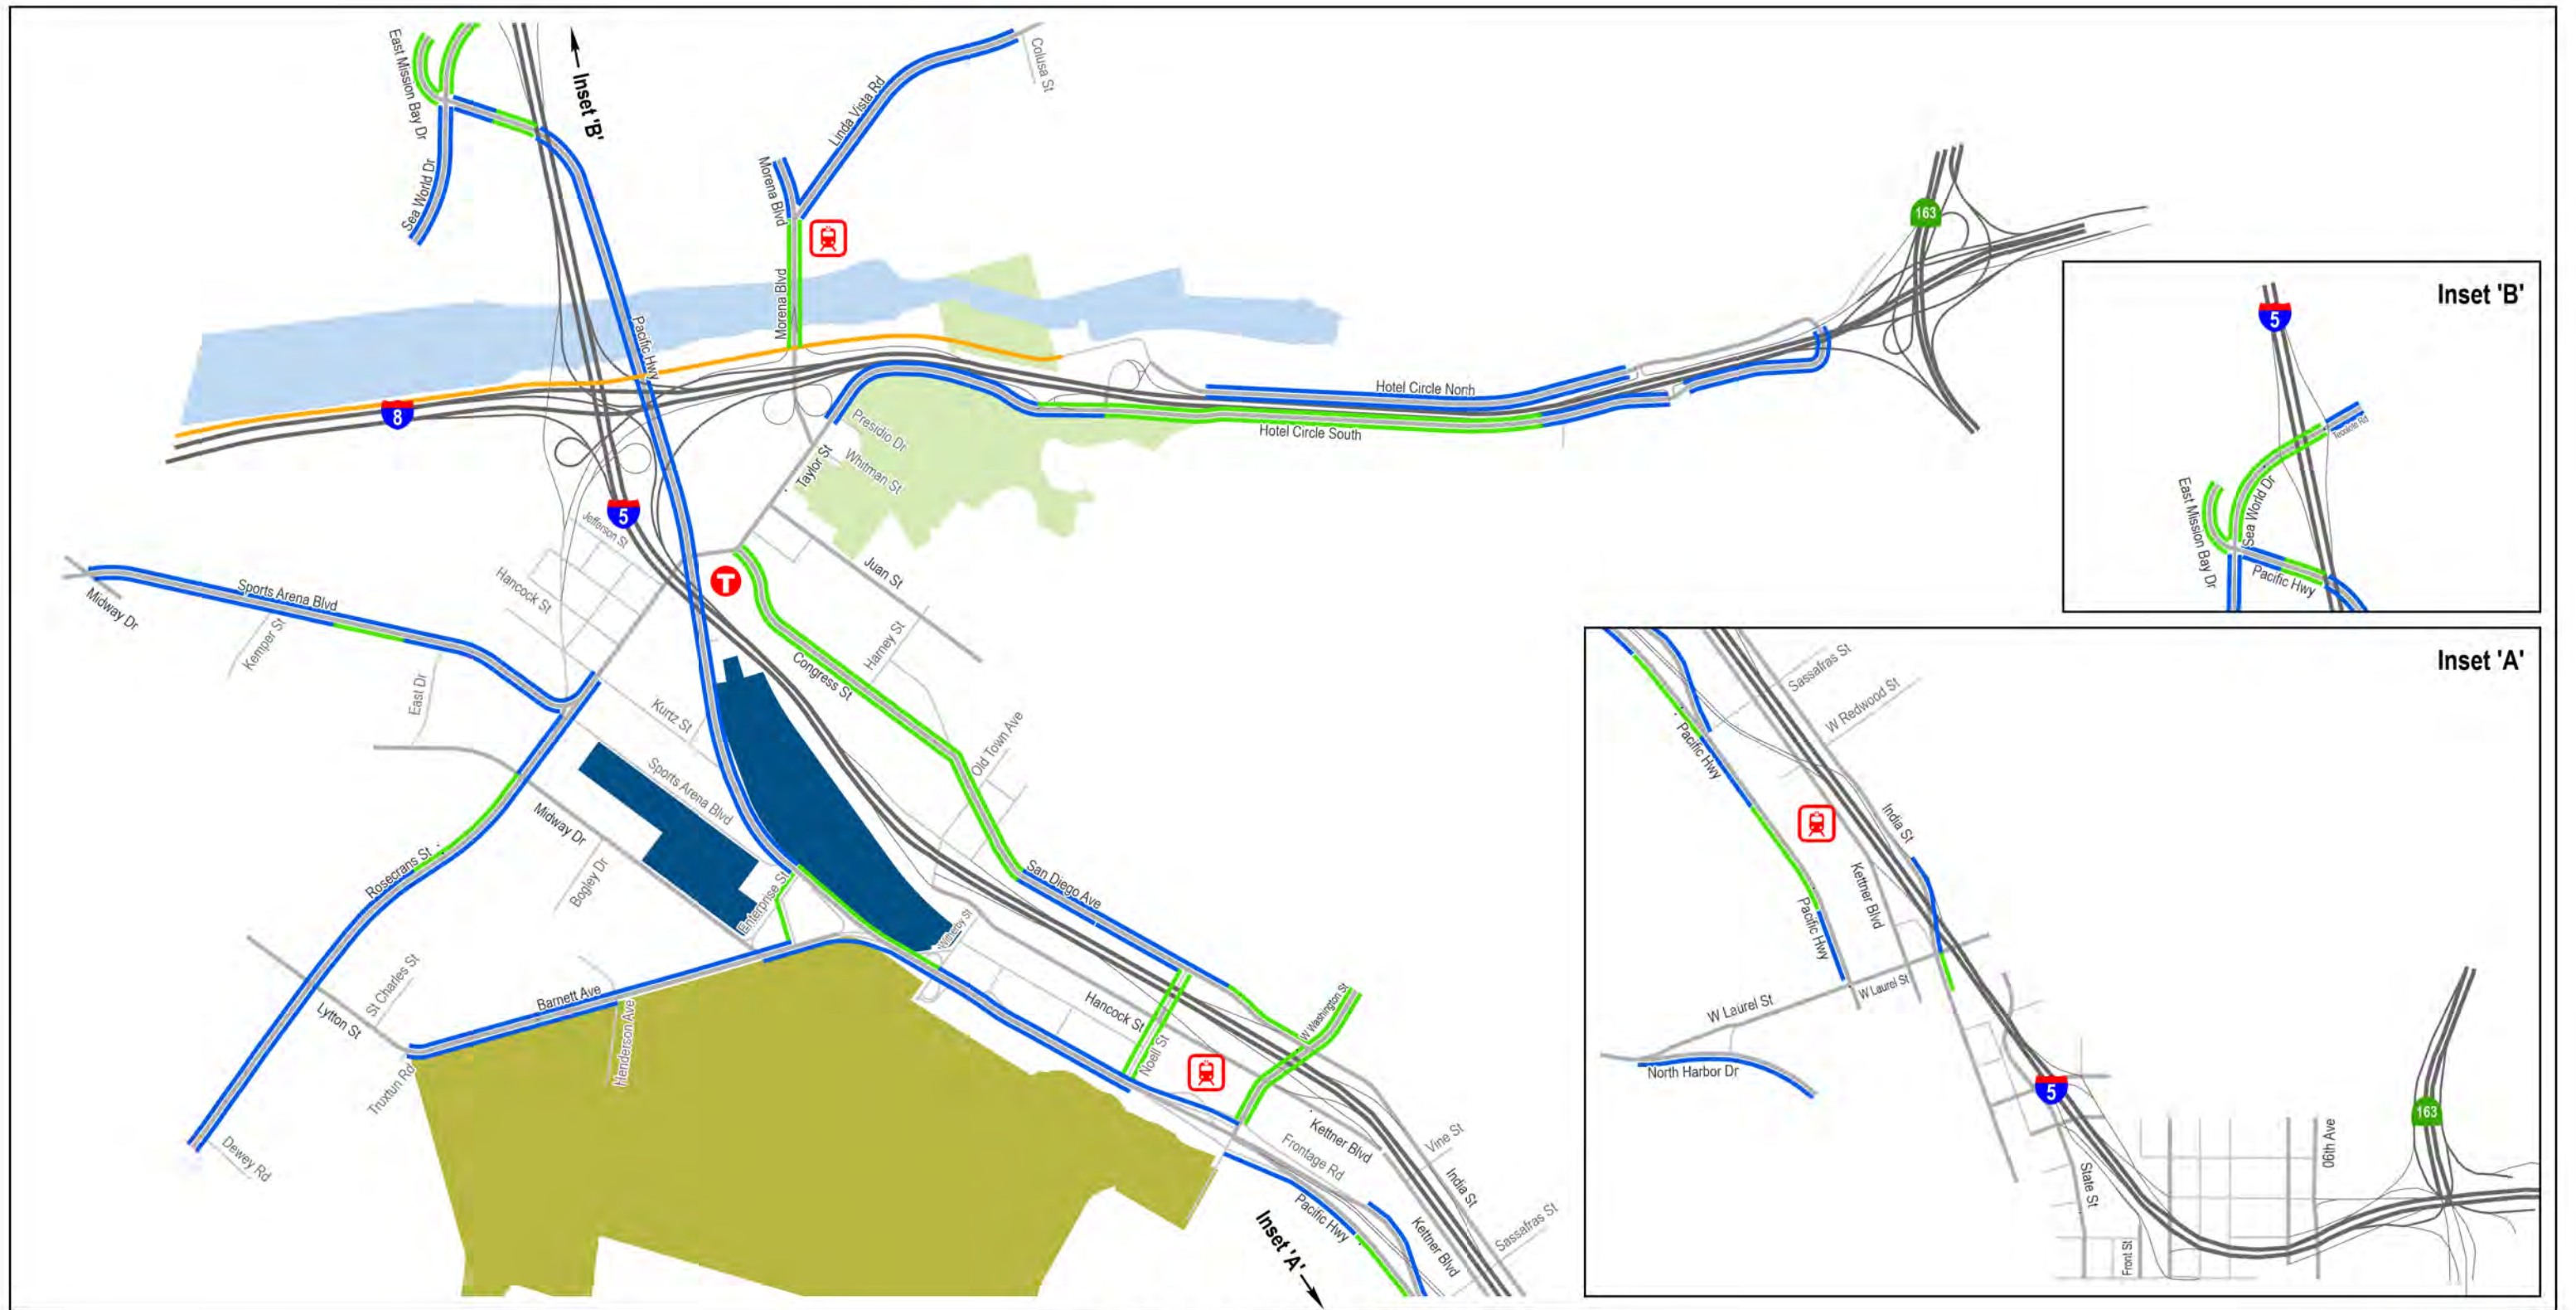 East Mission Bay Dr
Inset 'B'
Colusa St
Linda Vista Rd
Sea World Dr
Morena Blvd
163
Morena Blvd
Pacific Hwy
8
Hotel Circle North
Hotel Circle South
Presidio Dr
Taylor St
Whitman St
5
Jefferson St
Juan St
Hancock St
T
Sports Arena Blvd
Midway Dr
Kemper St
Harney St
Congress St
East Dr
Kurtz St
Old Town Ave
Sports Arena Blvd
Midway Dr
Rosecrans St
Bogley Dr
Enterprise St
San Diego Ave
Witherby St
St Charles St
Barnett Ave
Lytton St
Henderson Ave
Hancock St
W Washington St
Noell St
Truxtun Rd
Dewey Rd
Kettner Blvd
Frontage Rd
Vine St
India St
Pacific Hwy
Kettner Blvd
Sassafras St
Inset 'A'
Inset 'B'
5
Tecolote Rd
Sea World Dr
East Mission Bay Dr
Pacific Hwy
Inset 'A'
Sassafras St
W Redwood St
Pacific Hwy
India St
Kettner Blvd
Pacific Hwy
W Laurel St
W Laurel St
North Harbor Dr
5
163
06th Ave
State St
Front St